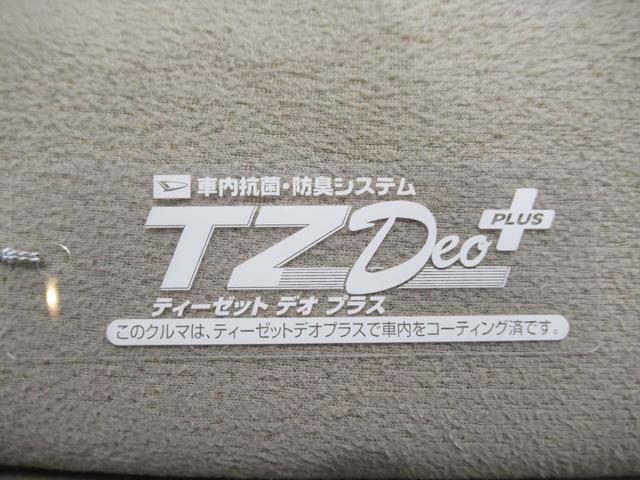 車内抗菌・防臭システム
TZ Deo PLUS
ティーゼット デオ プラス
このクルマは、ティーゼットデオプラスで車内をコーティング済です。